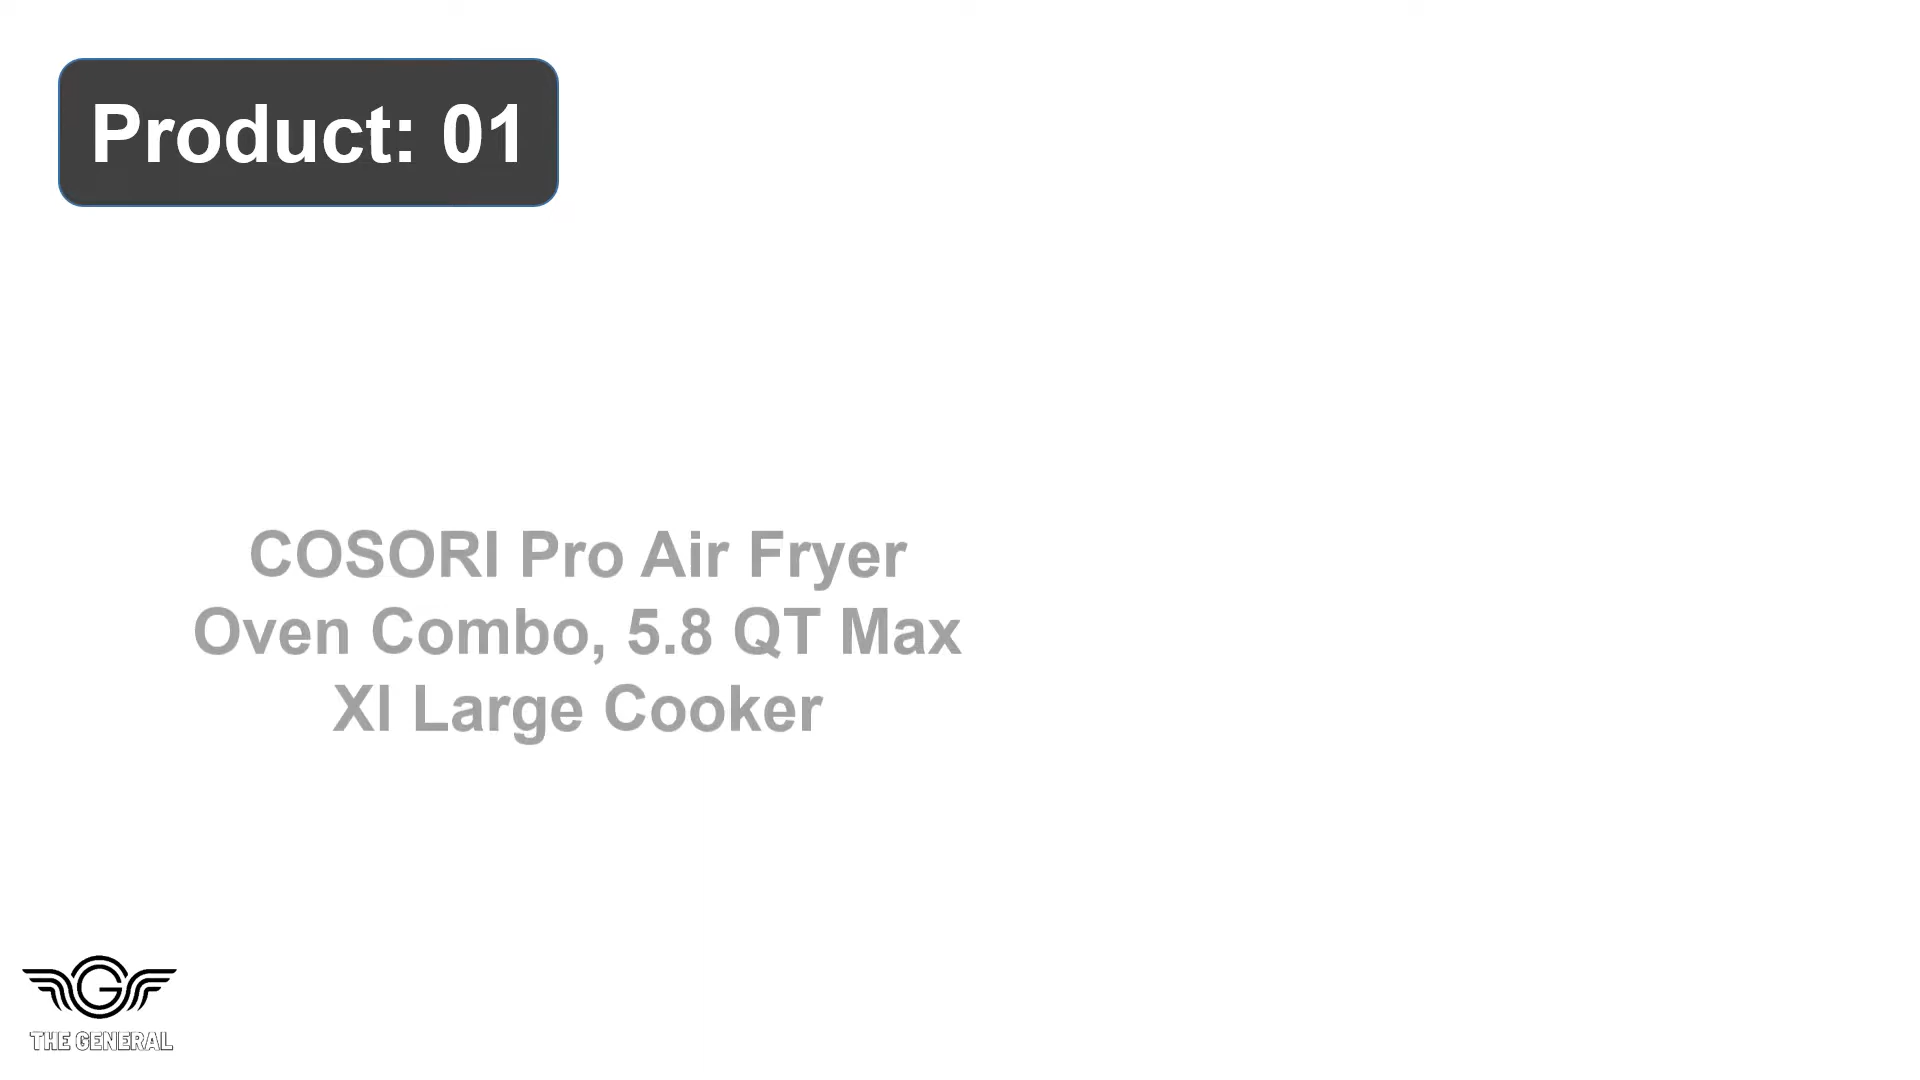 Product: 01
COSORI Pro Air Fryer
Oven Combo, 5.8 QT Max
Xl Large Cooker
THE GENERAL